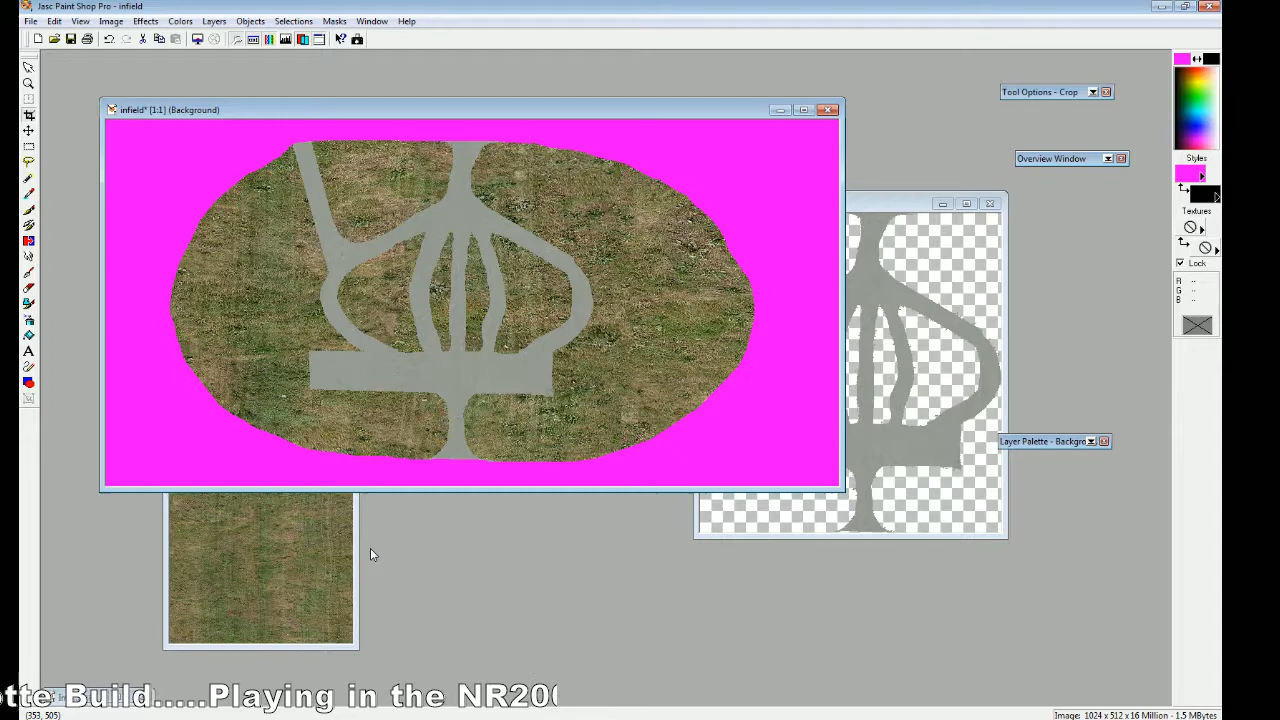 Jasc Paint Shop Pro - infield
File Edit View Image Effects Colors Layers Objects Selections Masks Window Help
Tool Options - Crop
infield* [1:1] (Background)
Overview Window
Styles
Textures
Lock
R --
G --
B --
Layer Palette - Backgro
otte Build.....Playing in the NR200
(353, 505)
Image: 1024 x 512 x 16 Million - 1.5 MBytes